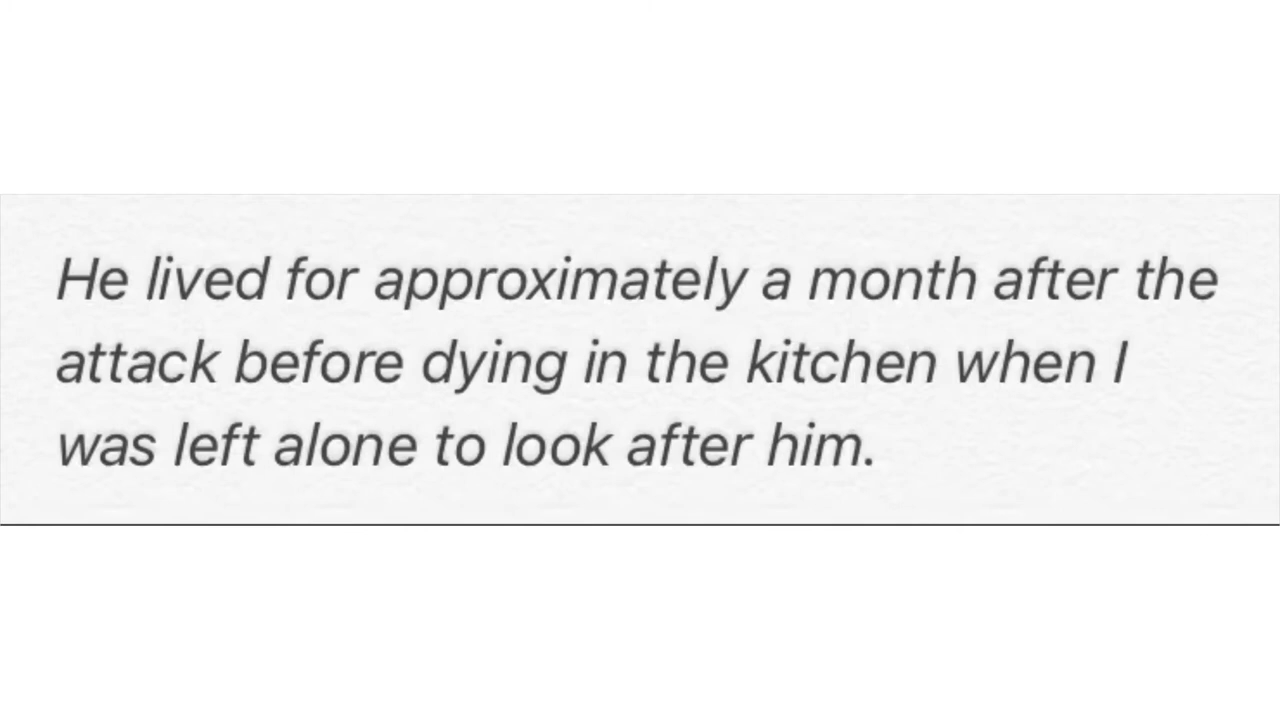 He lived for approximately a month after the
attack before dying in the kitchen when I
was left alone to look after him.